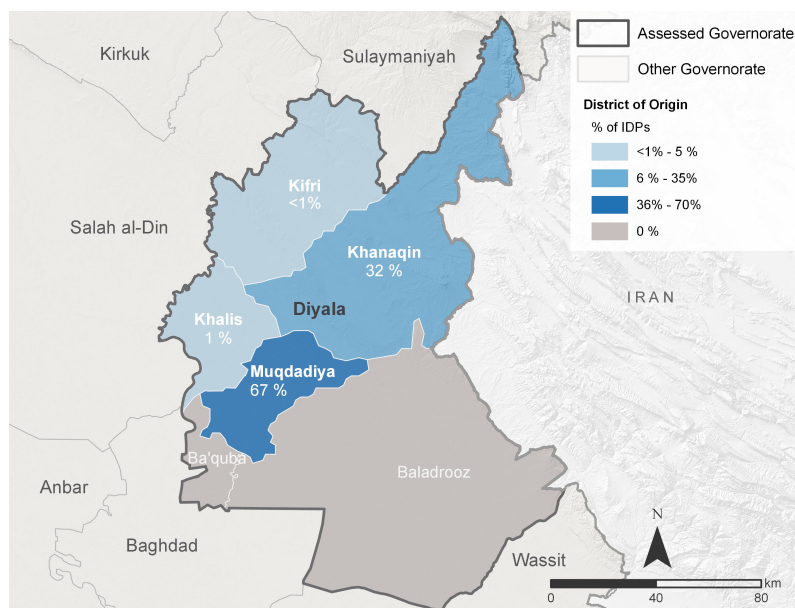 Kirkuk
Sulaymaniyah
Assessed Governorate
Other Governorate
District of Origin
% of IDPs
<1% - 5 %
6 % - 35%
36% - 70%
0 %
Kifri
<1%
Salah al-Din
Khanaqin
32 %
IRAN
Diyala
Khalis
1 %
Muqdadiya
67 %
Ba'quba
Baladrooz
Anbar
Baghdad
Wassit
N
km
0
40
80